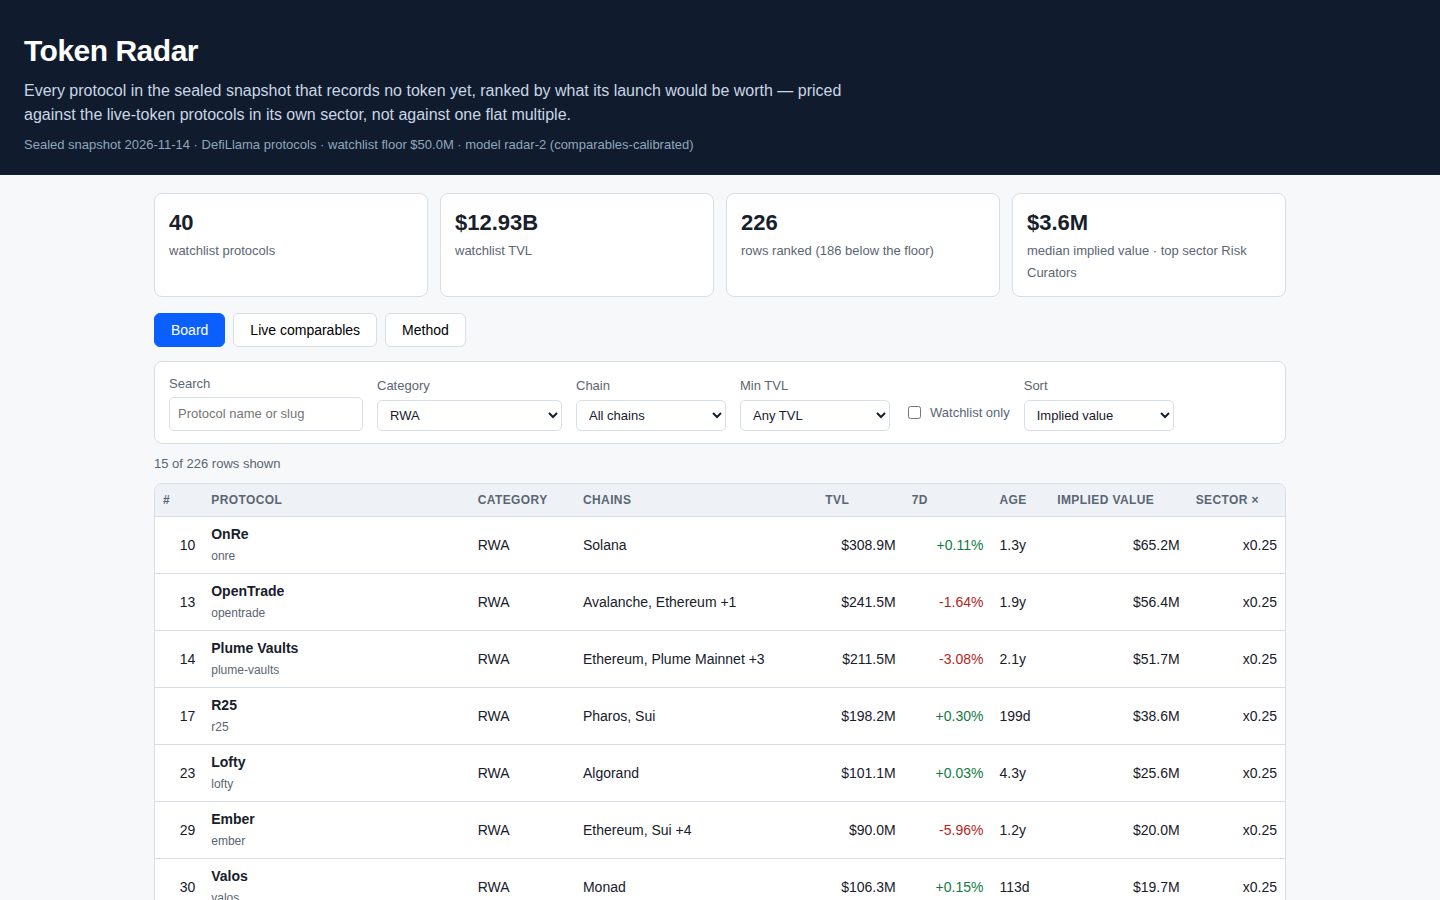 Token Radar
Every protocol in the sealed snapshot that records no token yet, ranked by what its launch would be worth — priced
against the live-token protocols in its own sector, not against one flat multiple.
Sealed snapshot 2026-11-14 · DefiLlama protocols · watchlist floor $50.0M · model radar-2 (comparables-calibrated)
40
watchlist protocols
$12.93B
watchlist TVL
226
rows ranked (186 below the floor)
$3.6M
median implied value · top sector Risk
Curators
Board
Live comparables
Method
Search
Protocol name or slug
Category
RWA
Chain
All chains
Min TVL
Any TVL
Watchlist only
Sort
Implied value
15 of 226 rows shown
# PROTOCOL CATEGORY CHAINS TVL 7D AGE IMPLIED VALUE SECTOR ×
10 OnRe RWA Solana $308.9M +0.11% 1.3y $65.2M x0.25
onre
13 OpenTrade RWA Avalanche, Ethereum +1 $241.5M -1.64% 1.9y $56.4M x0.25
opentrade
14 Plume Vaults RWA Ethereum, Plume Mainnet +3 $211.5M -3.08% 2.1y $51.7M x0.25
plume-vaults
17 R25 RWA Pharos, Sui $198.2M +0.30% 199d $38.6M x0.25
r25
23 Lofty RWA Algorand $101.1M +0.03% 4.3y $25.6M x0.25
lofty
29 Ember RWA Ethereum, Sui +4 $90.0M -5.96% 1.2y $20.0M x0.25
ember
30 Valos RWA Monad $106.3M +0.15% 113d $19.7M x0.25
valos